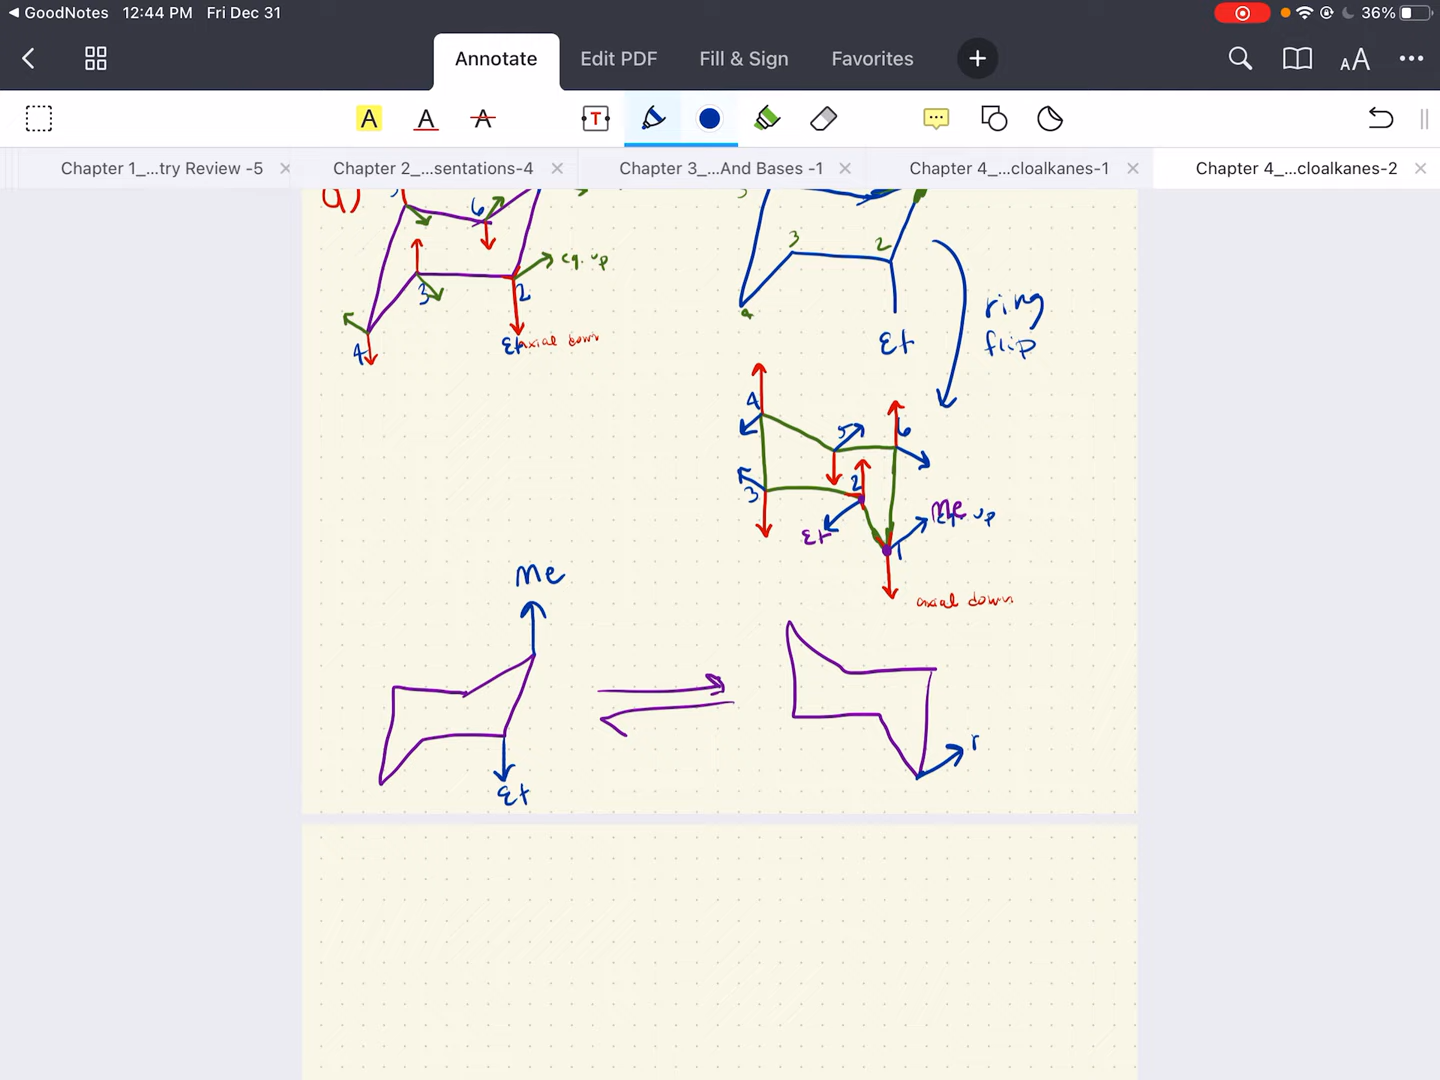 GoodNotes 12:44 PM Fri Dec 31 36%
Annotate Edit PDF Fill & Sign Favorites
A A A T AA
Chapter 1_...try Review -5 Chapter 2_...sentations-4 Chapter 3_...And Bases -1 Chapter 4_...cloalkanes-1 Chapter 4_...cloalkanes-2
a)
6
eq. up
3 2
4
Et axial down
3 2
Et
ring
flip
4
5 6
2
3
Me
Eq up
Et
1
axial down
Me
Et
r